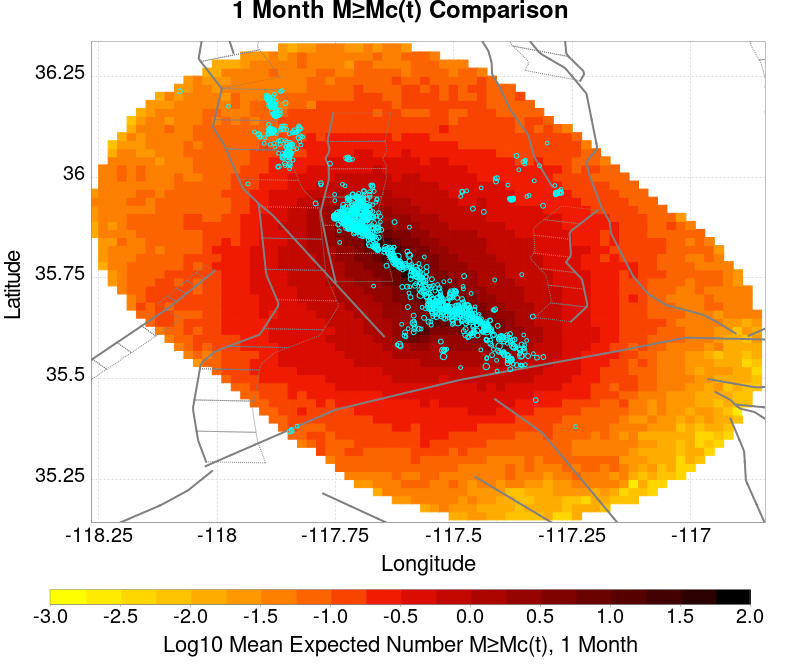 1 Month M≥Mc(t) Comparison
36.25
36
35.75
35.5
35.25
Latitude
-118.25 -118 -117.75 -117.5 -117.25 -117
Longitude
-3.0 -2.5 -2.0 -1.5 -1.0 -0.5 0.0 0.5 1.0 1.5 2.0
Log10 Mean Expected Number M≥Mc(t), 1 Month